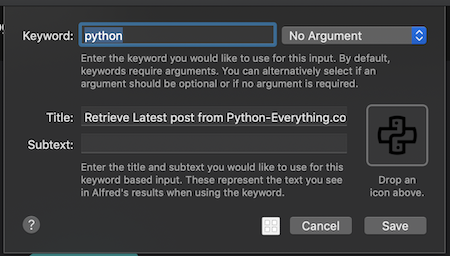 Keyword: python No Argument
Enter the keyword you would like to use for this input. By default,
keywords require arguments. You can alternatively select if an
argument should be optional or if no argument is required.
Title: Retrieve Latest post from Python-Everything.co
Subtext:
Enter the title and subtext you would like to use for this
keyword based input. These represent the text you see
in Alfred's results when using the keyword.
Drop an
icon above.
? Cancel Save